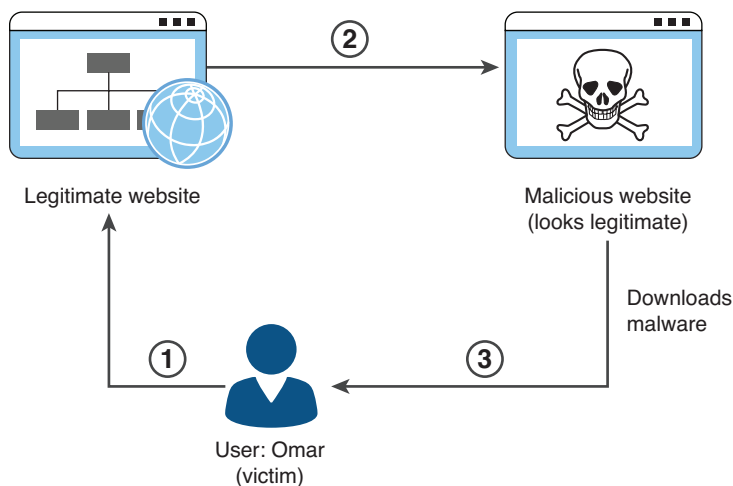 2
Legitimate website
Malicious website
(looks legitimate)
Downloads
malware
1
3
User: Omar
(victim)